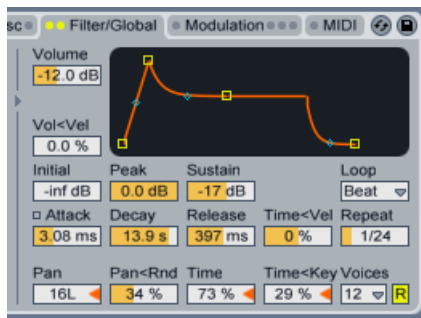 sc Filter/Global Modulation MIDI
Volume
-12.0 dB
Vol<Vel
0.0 %
Initial Peak Sustain Loop
-inf dB 0.0 dB -17 dB Beat
Attack Decay Release Time<Vel Repeat
3.08 ms 13.9 s 397 ms 0 % 1/24
Pan Pan<Rnd Time Time<Key Voices
16L 34 % 73 % 29 % 12 R